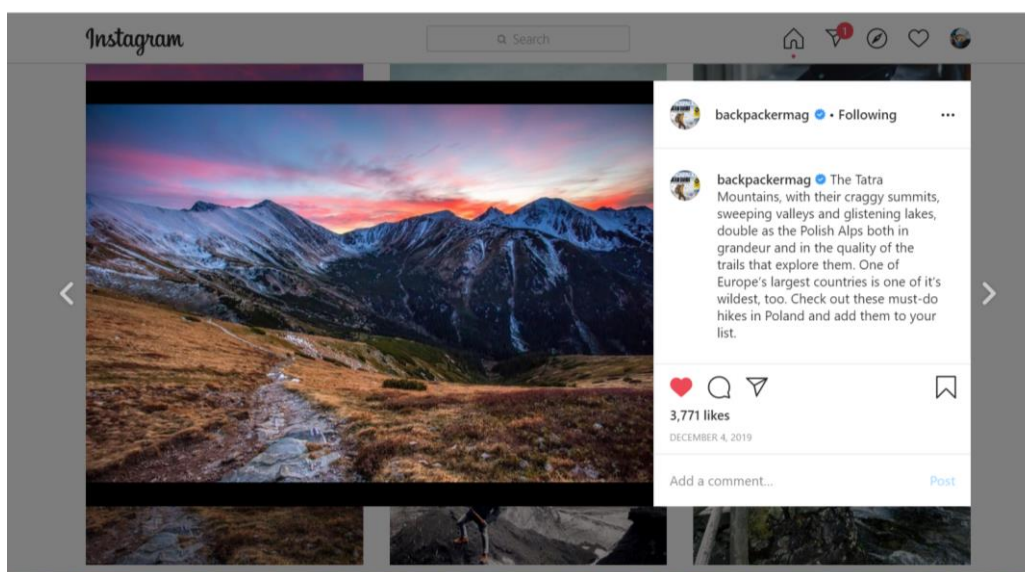 Instagram
Search
1
backpackermag • Following
backpackermag The Tatra
Mountains, with their craggy summits,
sweeping valleys and glistening lakes,
double as the Polish Alps both in
grandeur and in the quality of the
trails that explore them. One of
Europe's largest countries is one of it's
wildest, too. Check out these must-do
hikes in Poland and add them to your
list.
3,771 likes
DECEMBER 4, 2019
Add a comment...
Post